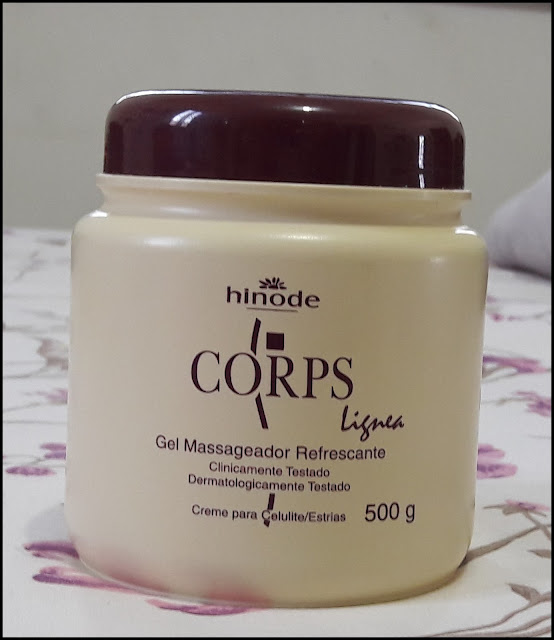 hinode
CORPS
Lignea
Gel Massageador Refrescante
Clinicamente Testado
Dermatologicamente Testado
Creme para Celulite/Estrias 500 g